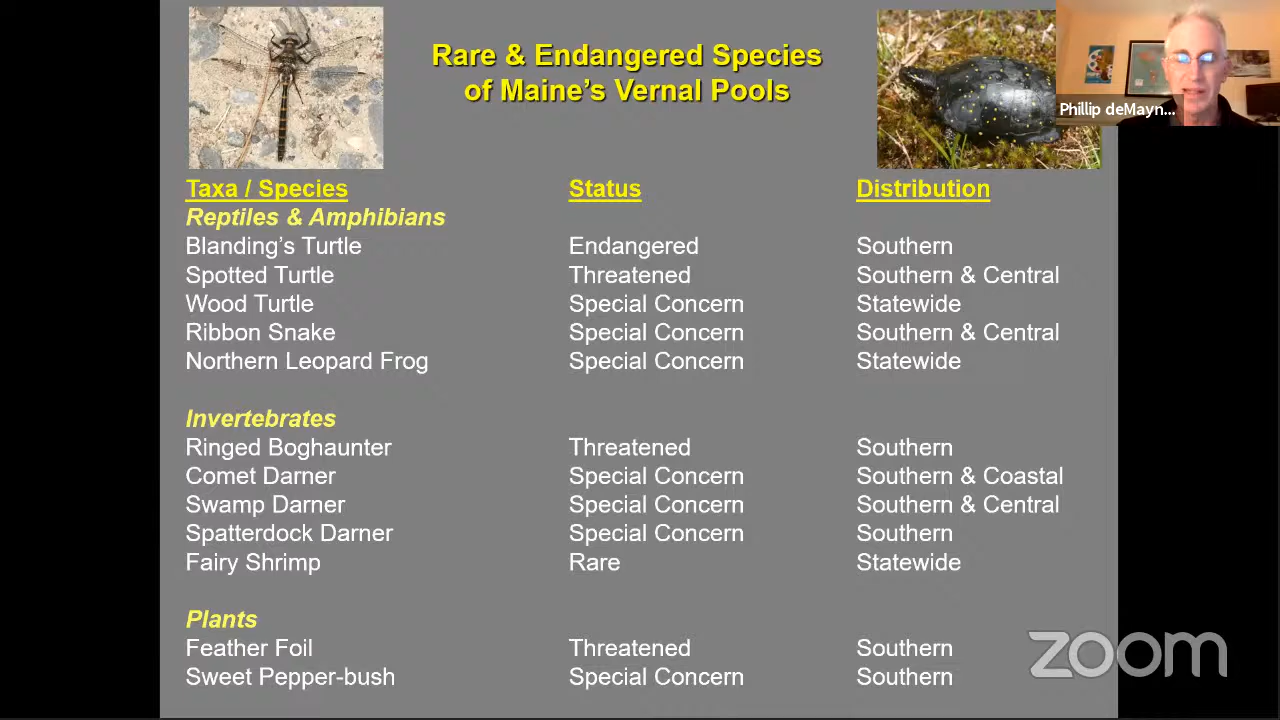 Rare & Endangered Species
of Maine’s Vernal Pools
Phillip deMayn...
Taxa / Species Status Distribution
Reptiles & Amphibians
Blanding’s Turtle Endangered Southern
Spotted Turtle Threatened Southern & Central
Wood Turtle Special Concern Statewide
Ribbon Snake Special Concern Southern & Central
Northern Leopard Frog Special Concern Statewide
Invertebrates
Ringed Boghaunter Threatened Southern
Comet Darner Special Concern Southern & Coastal
Swamp Darner Special Concern Southern & Central
Spatterdock Darner Special Concern Southern
Fairy Shrimp Rare Statewide
Plants
Feather Foil Threatened Southern
Sweet Pepper-bush Special Concern Southern
zoom